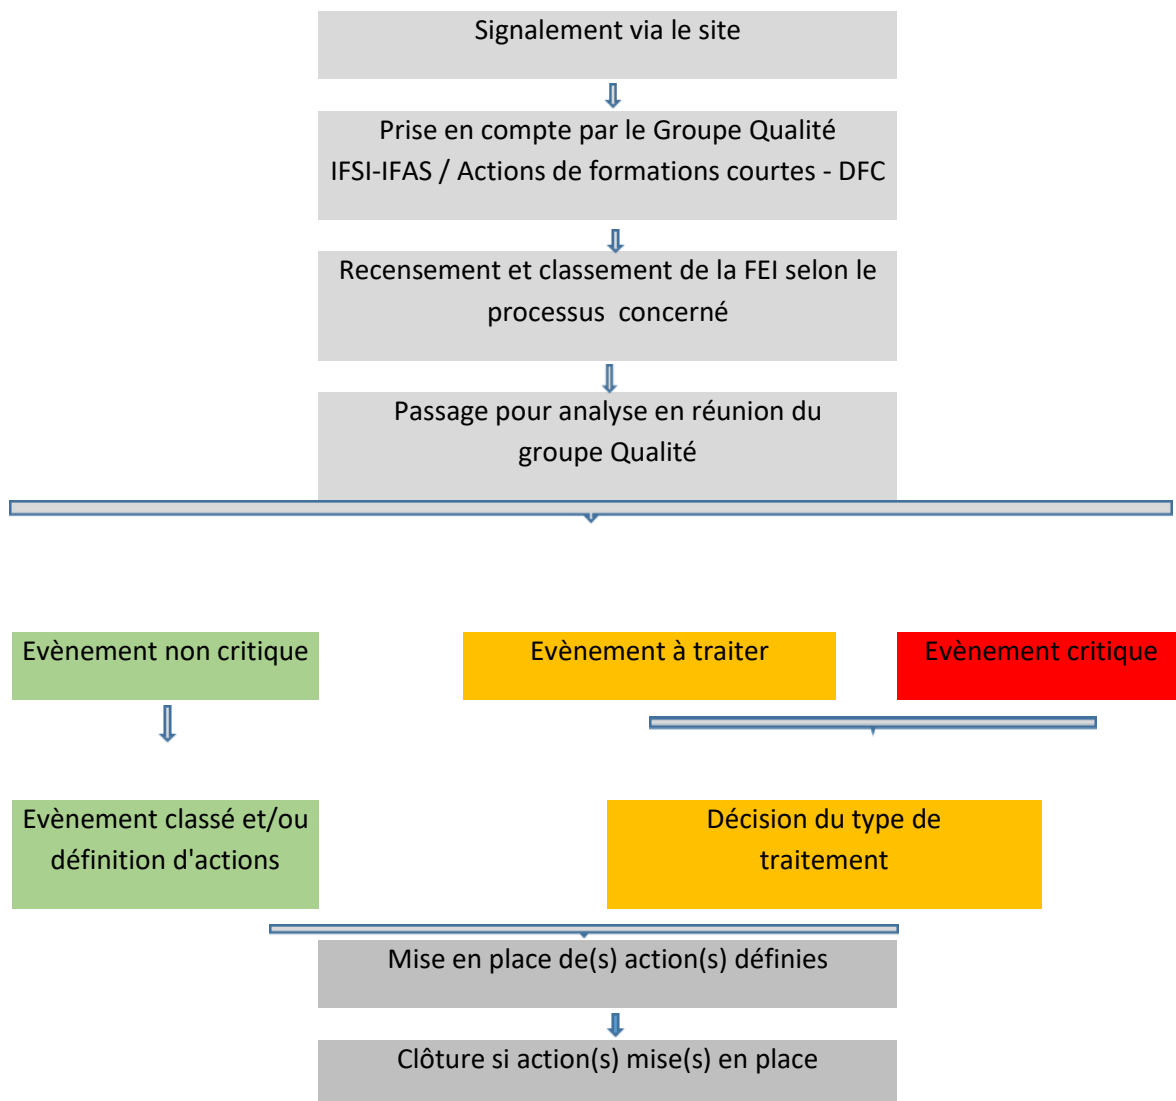 Signalement via le site
Prise en compte par le Groupe Qualité
IFSI-IFAS / Actions de formations courtes - DFC
Recensement et classement de la FEI selon le
processus  concerné
Passage pour analyse en réunion du
groupe Qualité
Evènement non critique
Evènement à traiter
Evènement critique
Evènement classé et/ou
définition d'actions
Décision du type de
traitement
Mise en place de(s) action(s) définies
Clôture si action(s) mise(s) en place